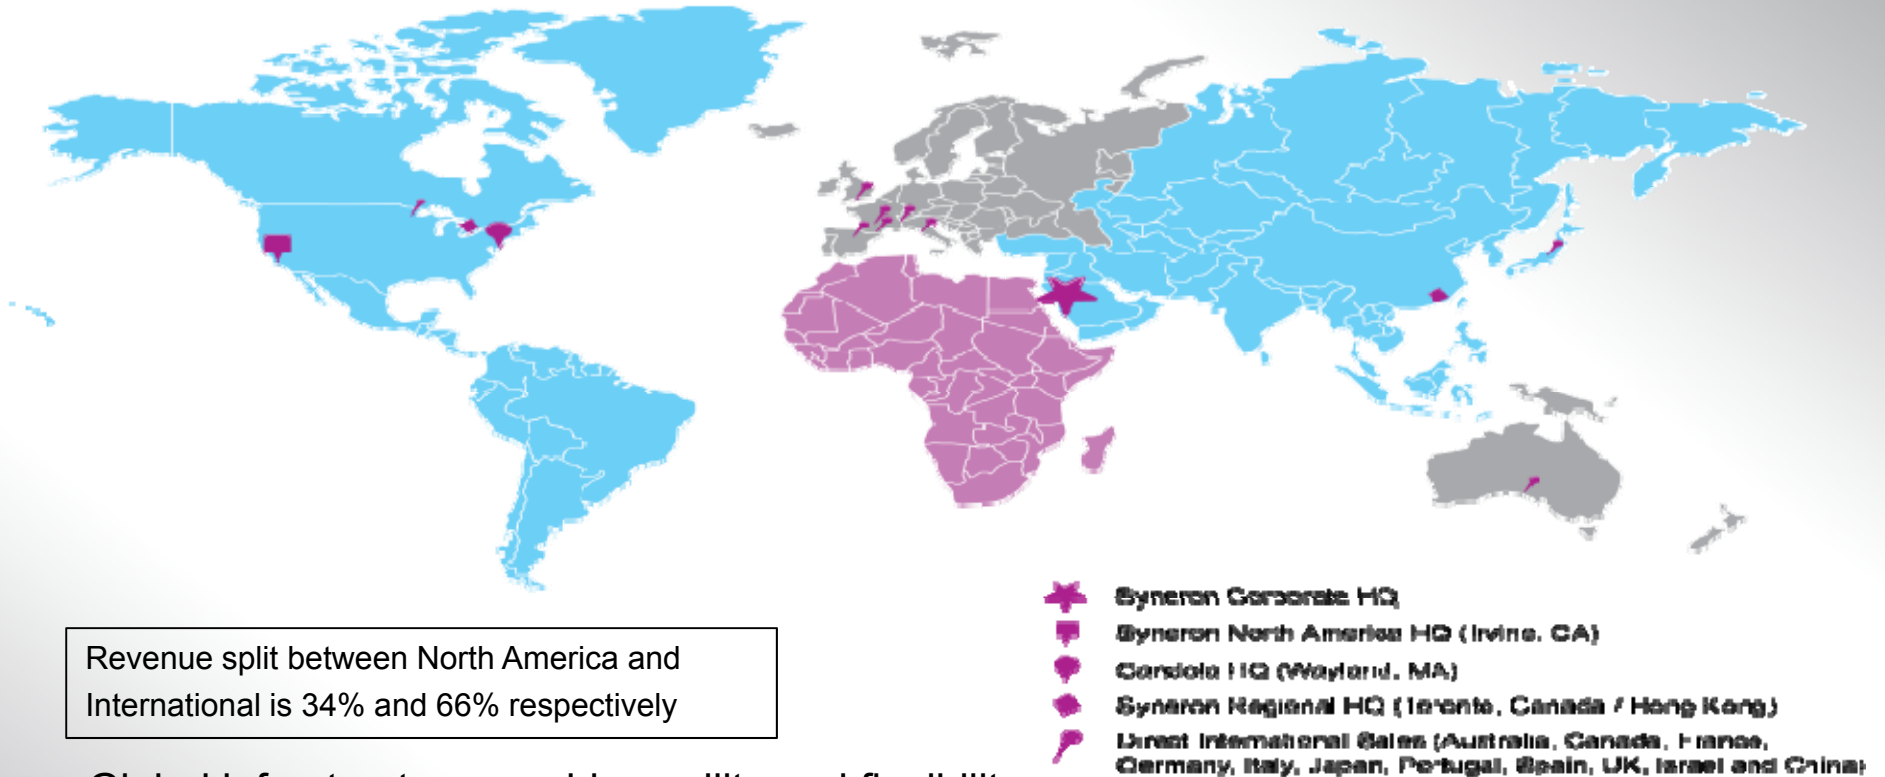 Revenue split between North America and
International is 34% and 66% respectively
Syneron Corporate HQ
Syneron North America HQ (Irvine, CA)
Candela HQ (Wayland, MA)
Syneron Regional HQ (Toronto, Canada / Hong Kong)
Direct International Sales (Australia, Canada, France,
Germany, Italy, Japan, Portugal, Spain, UK, Israel and China)